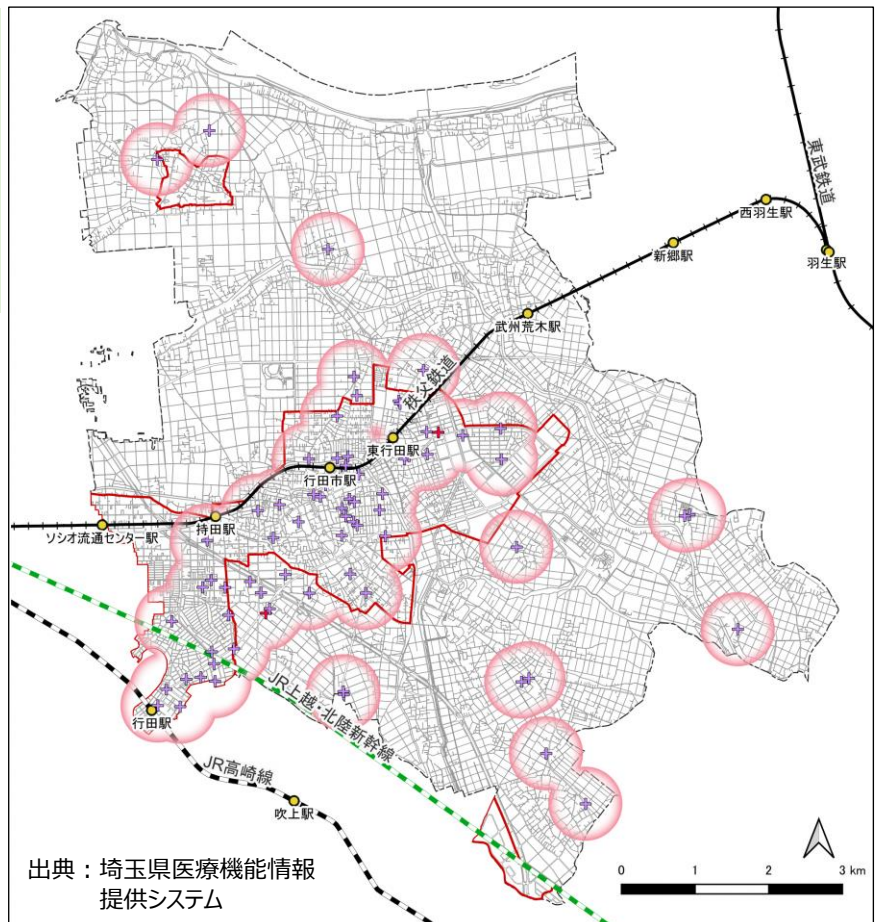 東武鉄道
西羽生駅
新郷駅
羽生駅
武州荒木駅
秩父鉄道
東行田駅
行田市駅
持田駅
ソシオ流通センター駅
JR上越・北陸新幹線
行田駅
JR高崎線
吹上駅
出典：埼玉県医療機能情報
提供システム
0 1 2 3 km